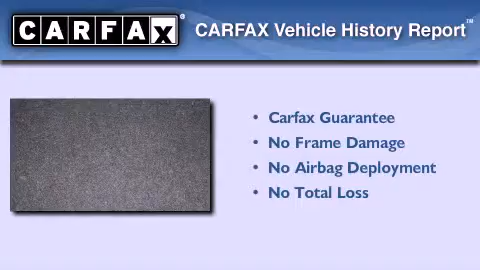 CARFAX® CARFAX Vehicle History Report™
• Carfax Guarantee
• No Frame Damage
• No Airbag Deployment
• No Total Loss